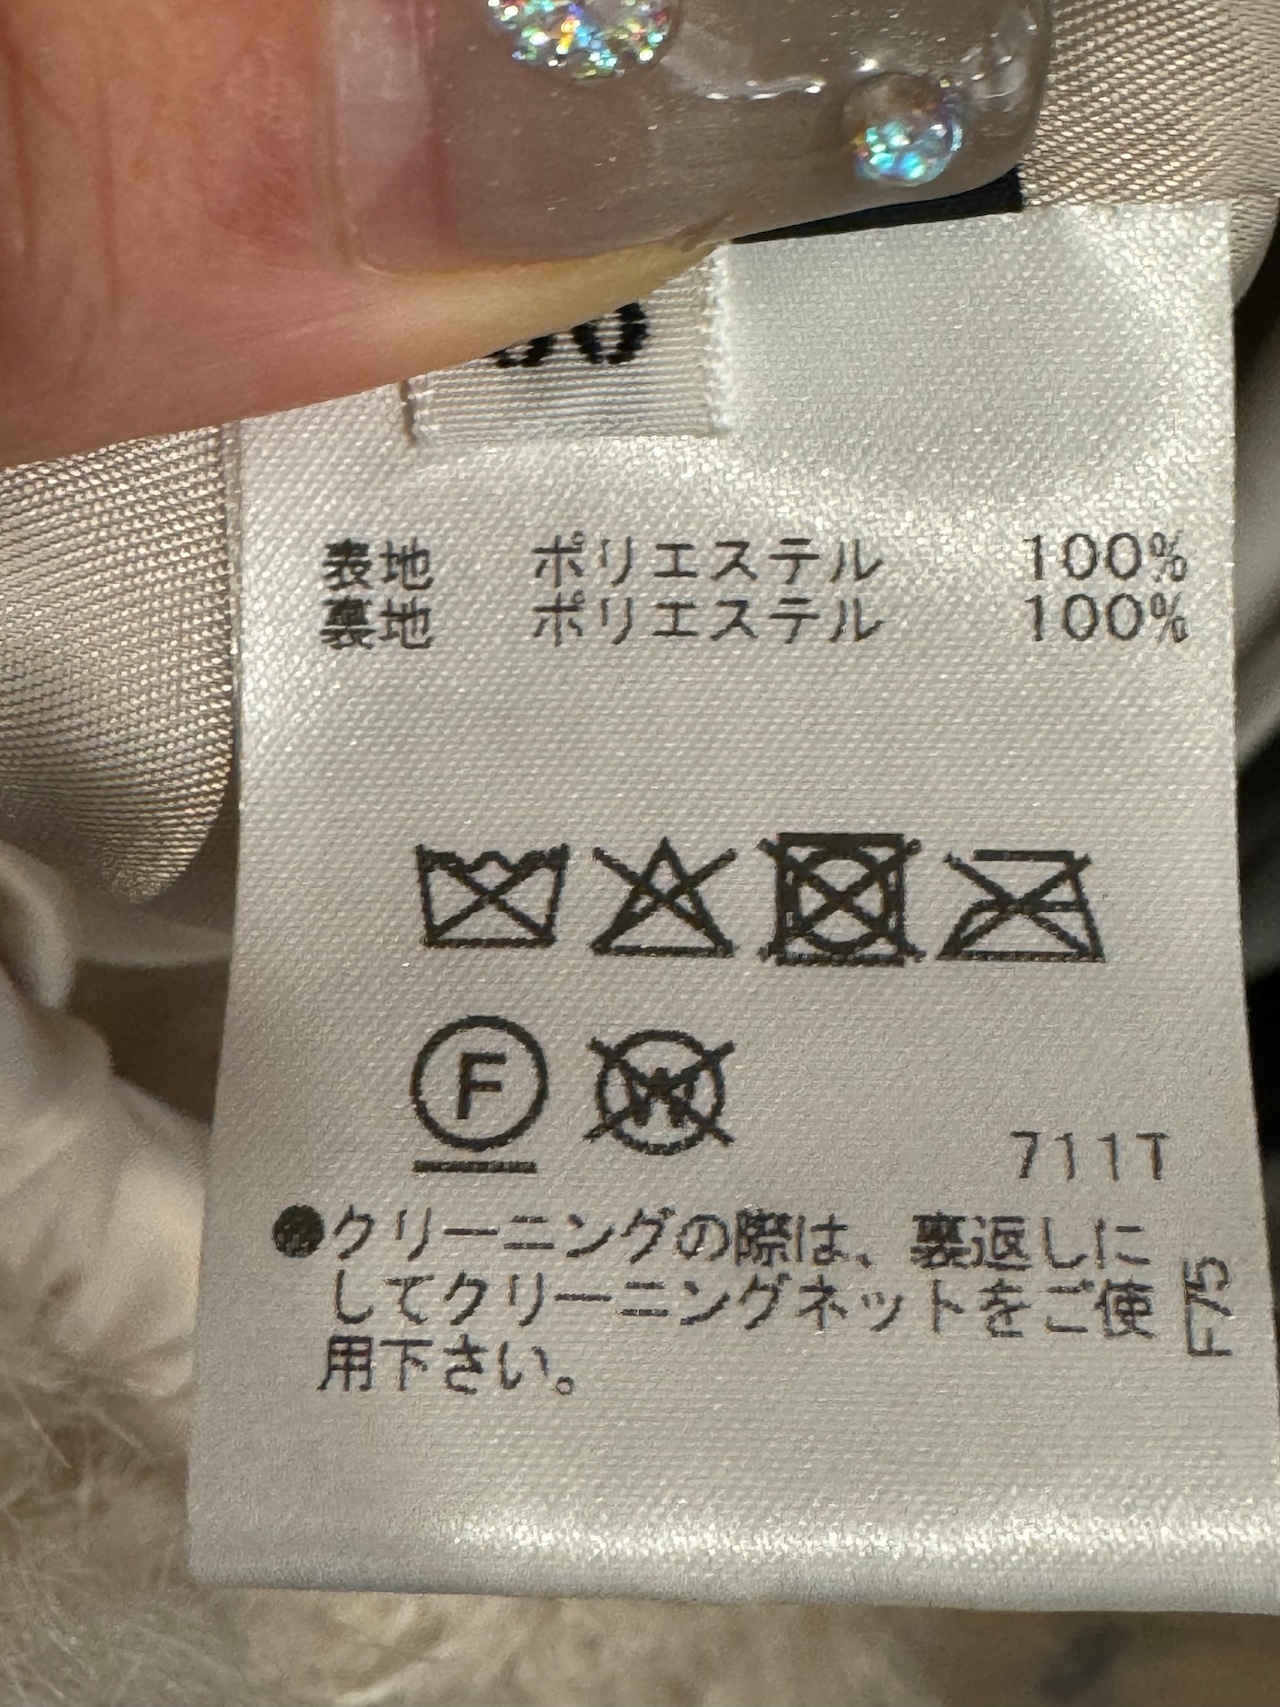 表地 ポリエステル 100%
裏地 ポリエステル 100%
F
W
711T
●クリーニングの際は、裏返しに
してクリーニングネットをご使
用下さい。
F75